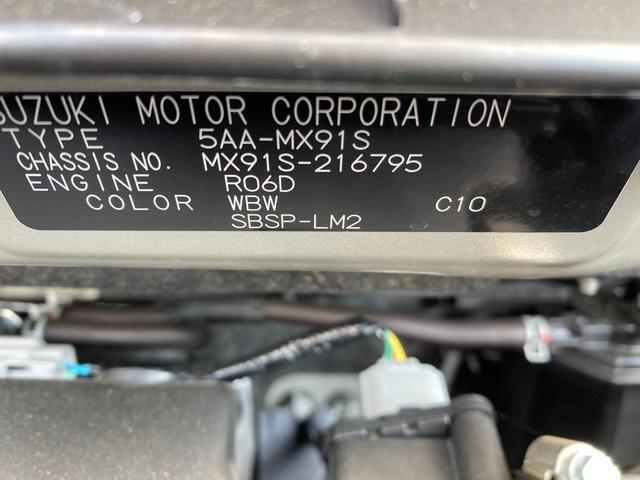 SUZUKI MOTOR CORPORATION
TYPE 5AA-MX91S
CHASSIS NO. MX91S-216795
ENGINE R06D
COLOR WBW C10
SBSP-LM2